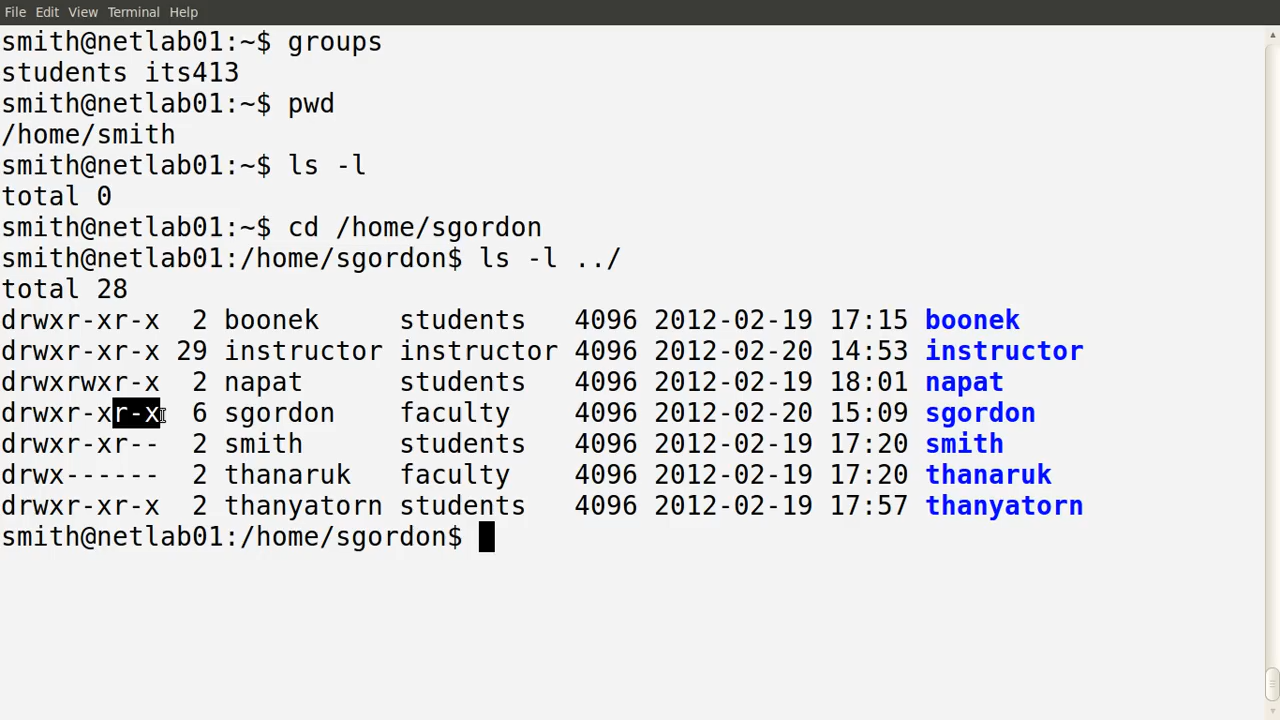 File Edit View Terminal Help
smith@netlab01:~$ groups
students its413
smith@netlab01:~$ pwd
/home/smith
smith@netlab01:~$ ls -l
total 0
smith@netlab01:~$ cd /home/sgordon
smith@netlab01:/home/sgordon$ ls -l ../
total 28
drwxr-xr-x  2 boonek     students   4096 2012-02-19 17:15 boonek
drwxr-xr-x 29 instructor instructor 4096 2012-02-20 14:53 instructor
drwxrwxr-x  2 napat      students   4096 2012-02-19 18:01 napat
drwxr-xr-x  6 sgordon    faculty    4096 2012-02-20 15:09 sgordon
drwxr-xr--  2 smith      students   4096 2012-02-19 17:20 smith
drwx------  2 thanaruk   faculty    4096 2012-02-19 17:20 thanaruk
drwxr-xr-x  2 thanyatorn students   4096 2012-02-19 17:57 thanyatorn
smith@netlab01:/home/sgordon$